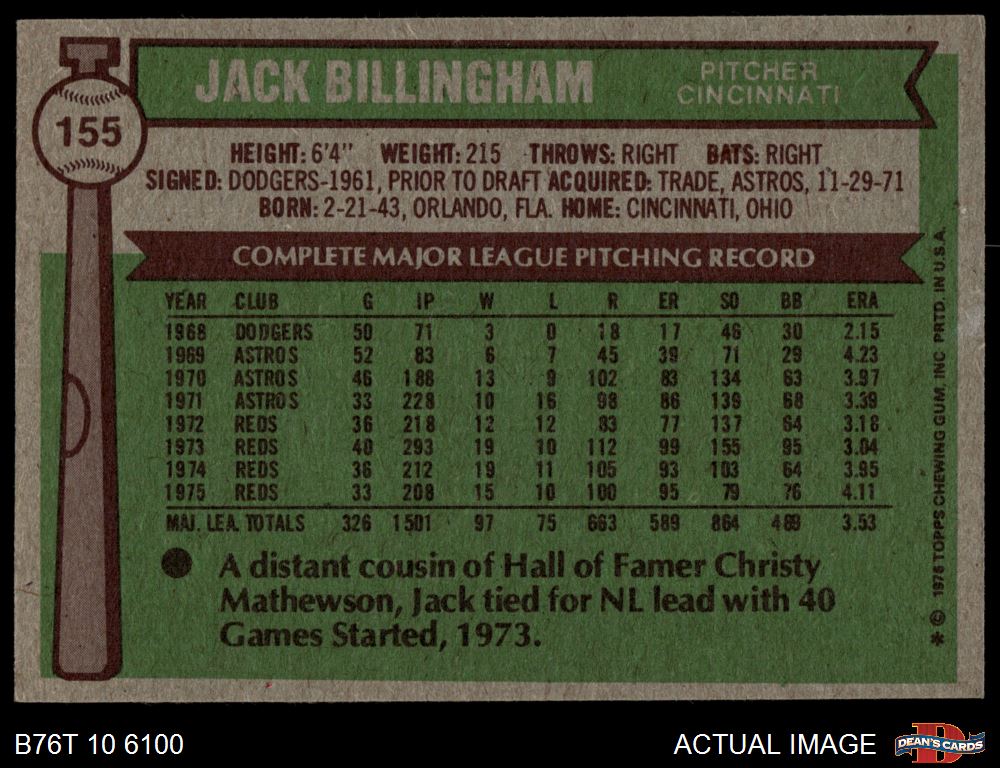 JACK BILLINGHAM
PITCHER
CINCINNATI
155
HEIGHT: 6'4" WEIGHT: 215 THROWS: RIGHT BATS: RIGHT
SIGNED: DODGERS-1961, PRIOR TO DRAFT ACQUIRED: TRADE, ASTROS, 11-29-71
BORN: 2-21-43, ORLANDO, FLA. HOME: CINCINNATI, OHIO
COMPLETE MAJOR LEAGUE PITCHING RECORD
YEAR CLUB G IP W L R ER SO BB ERA
1968 DODGERS 50 71 3 0 18 17 46 30 2.15
1969 ASTROS 52 83 6 7 45 39 71 29 4.23
1970 ASTROS 46 188 13 9 102 83 134 63 3.97
1971 ASTROS 33 228 10 16 98 86 139 68 3.39
1972 REDS 36 218 12 12 83 77 137 64 3.18
1973 REDS 40 293 19 10 112 99 155 95 3.04
1974 REDS 36 212 19 11 105 93 103 64 3.95
1975 REDS 33 208 15 10 100 95 79 76 4.11
MAJ. LEA. TOTALS 326 1501 97 75 663 589 864 489 3.53
A distant cousin of Hall of Famer Christy
Mathewson, Jack tied for NL lead with 40
Games Started, 1973.
* © 1976 TOPPS CHEWING GUM, INC PRTD. IN U.S.A.
B76T 10 6100
ACTUAL IMAGE
D
DEAN'S CARDS